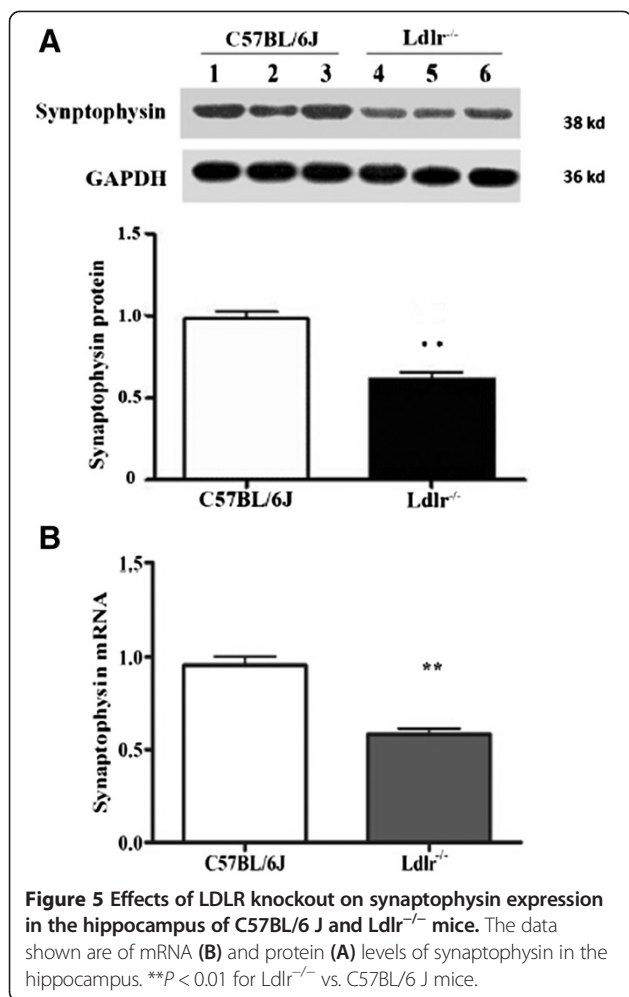 A
C57BL/6J Ldlr-/-
1 2 3 4 5 6
Synptophysin 38 kd
GAPDH 36 kd
1.5
1.0
0.5
0
Synaptophysin protein
**
C57BL/6J Ldlr-/-
B
1.5
1.0
0.5
0.0
Synaptophysin mRNA
**
C57BL/6J Ldlr-/-
Figure 5 Effects of LDLR knockout on synaptophysin expression
in the hippocampus of C57BL/6 J and Ldlr−/− mice. The data
shown are of mRNA (B) and protein (A) levels of synaptophysin in the
hippocampus. **P < 0.01 for Ldlr−/− vs. C57BL/6 J mice.